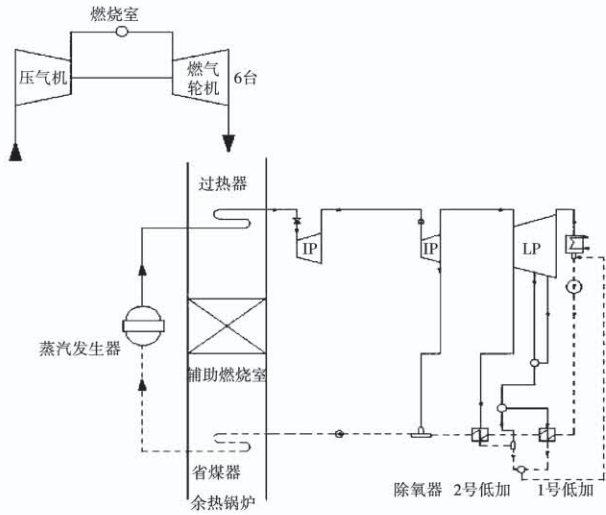 燃烧室
压气机
燃气
轮机
6台
过热器
IP
IP
LP
蒸汽发生器
辅助燃烧室
省煤器
除氧器
2号低加
1号低加
余热锅炉